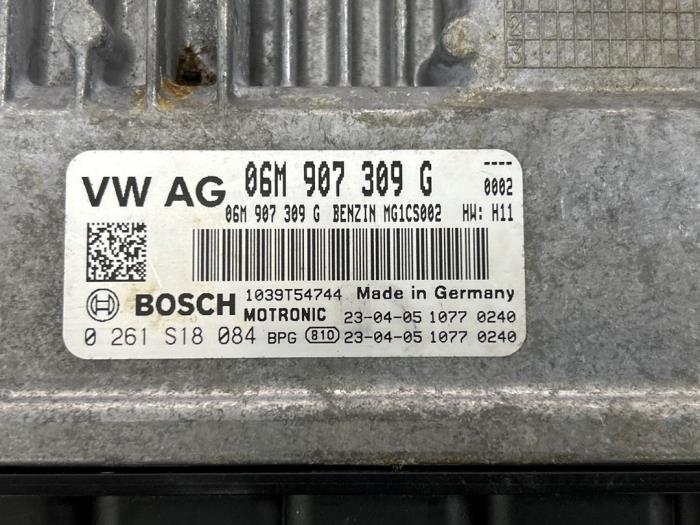 VW AG 06M 907 309 G ----
0002
06M 907 309 G BENZIN MG1CS002 HW: H11
BOSCH 1039T54744 Made in Germany
MOTRONIC 23-04-05 1077 0240
0 261 S18 084 BPG 810 23-04-05 1077 0240